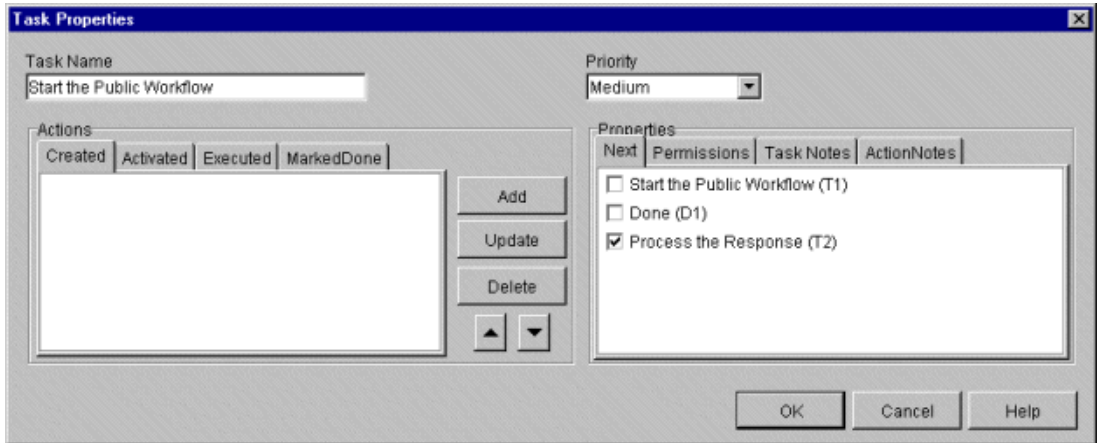 Task Properties
Task Name
Priority
Start the Public Workflow
Medium
Actions
Properties
Created Activated Executed MarkedDone
Next Permissions Task Notes ActionNotes
Add
Update
Delete
Start the Public Workflow (T1)
Done (D1)
Process the Response (T2)
OK Cancel Help